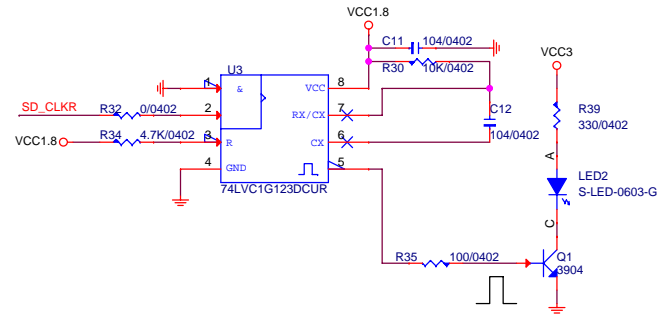 VCC1.8
C11 104/0402
R30 10K/0402
VCC3
U3
1 & VCC 8
SD_CLKR R32 0/0402 2 RX/CX 7
C12
104/0402
R39
330/0402
VCC1.8 R34 4.7K/0402 3 R CX 6
4 GND 5
74LVC1G123DCUR
A
LED2
S-LED-0603-G
C
R35 100/0402
Q1
3904